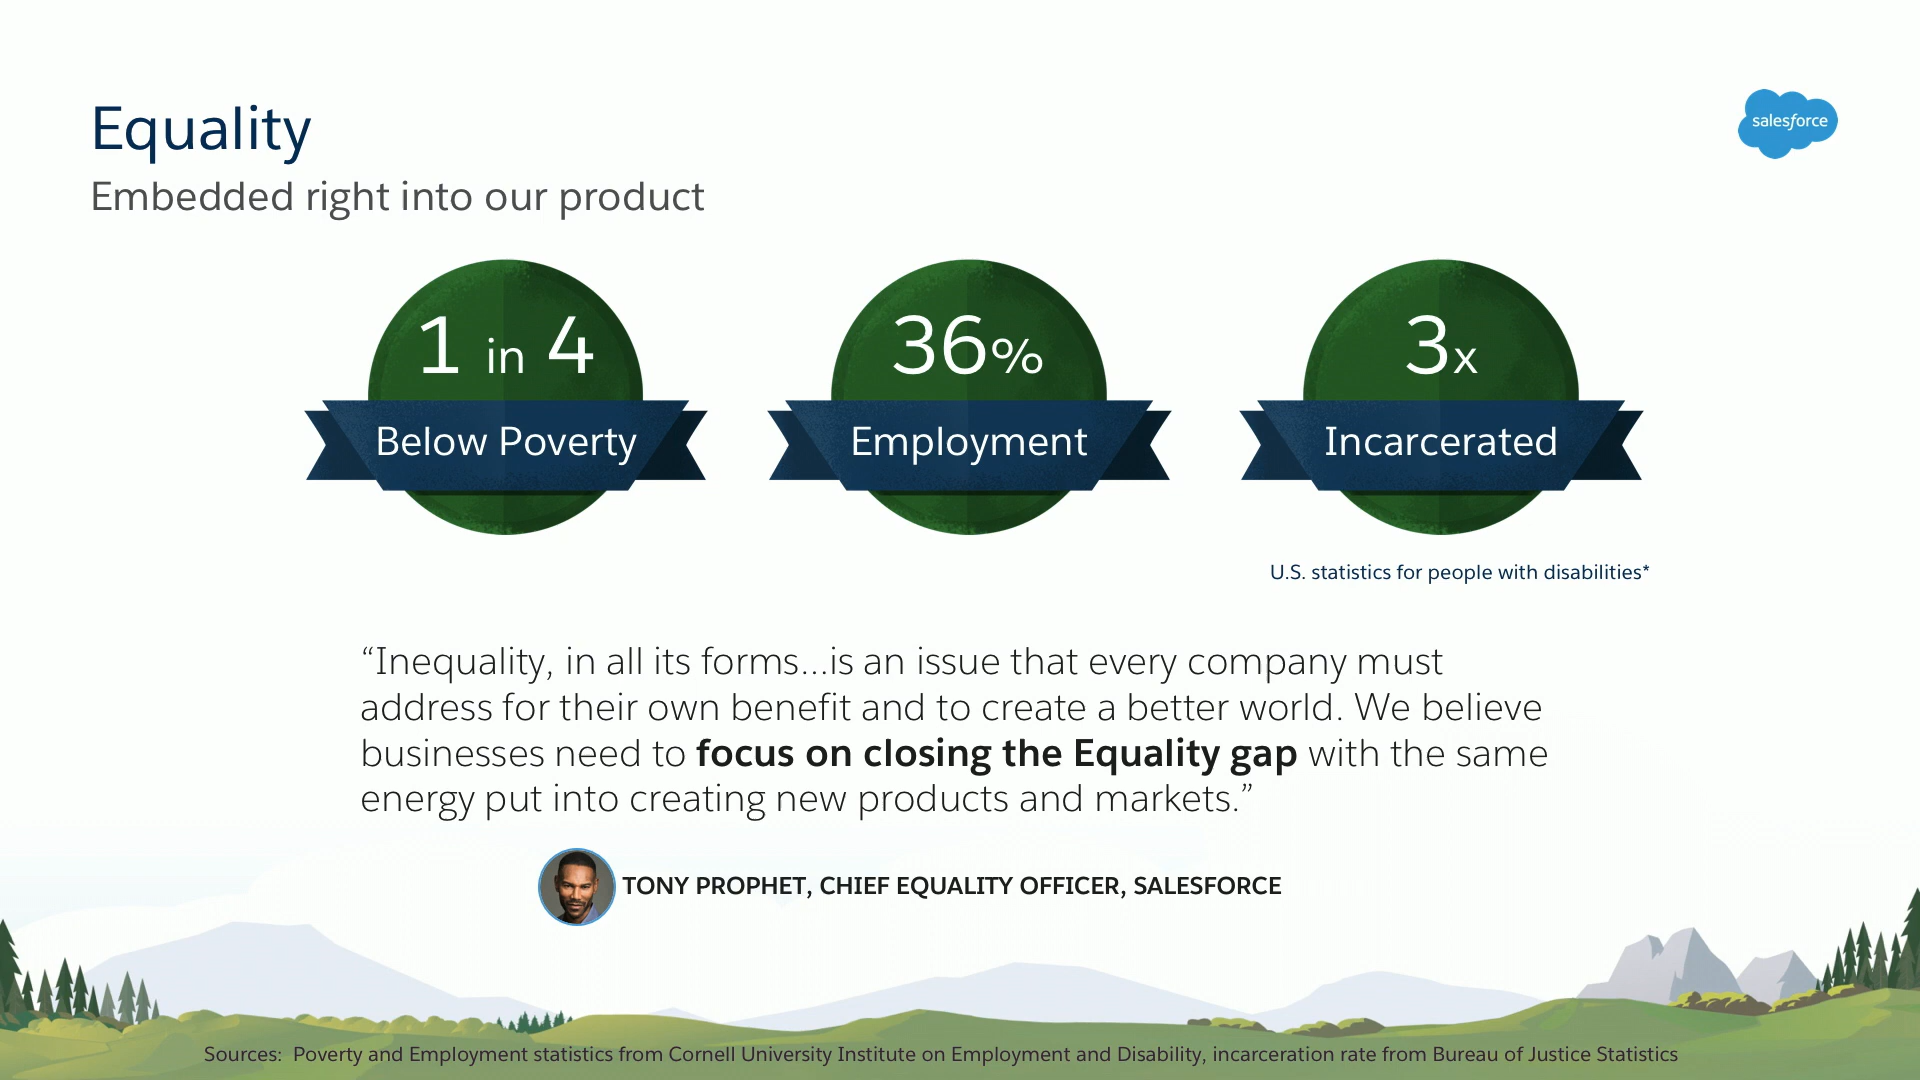 Equality
salesforce
Embedded right into our product
1 in 4
Below Poverty
36%
Employment
3x
Incarcerated
U.S. statistics for people with disabilities*
“Inequality, in all its forms...is an issue that every company must
address for their own benefit and to create a better world. We believe
businesses need to focus on closing the Equality gap with the same
energy put into creating new products and markets.”
TONY PROPHET, CHIEF EQUALITY OFFICER, SALESFORCE
Sources:  Poverty and Employment statistics from Cornell University Institute on Employment and Disability, incarceration rate from Bureau of Justice Statistics